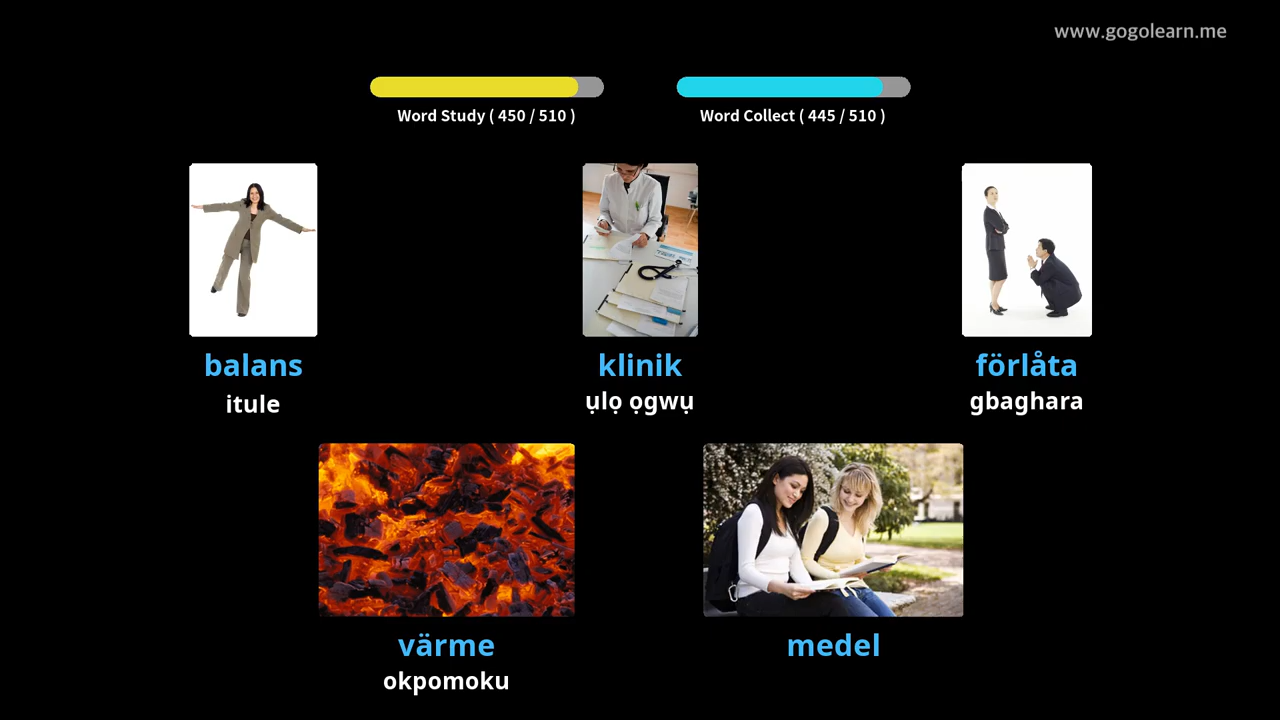 www.gogolearn.me
Word Study ( 450 / 510 )
Word Collect ( 445 / 510 )
balans
itule
klinik
ụlọ ọgwụ
förlåta
gbaghara
värme
okpomoku
medel